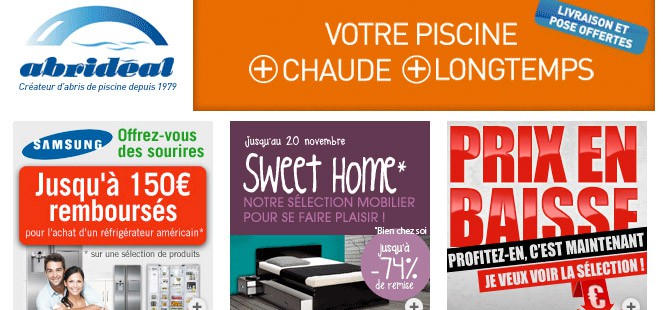 abridéal
Créateur d'abris de piscine depuis 1979
VOTRE PISCINE
+CHAUDE +LONGTEMPS
LIVRAISON ET
POSE OFFERTES
SAMSUNG
Offrez-vous
des sourires
Jusqu'à 150€
remboursés
pour l'achat d'un réfrigérateur américain*
* sur une sélection de produits
Jusqu'au 20 novembre
SWEET HOME*
NOTRE SÉLECTION MOBILIER
POUR SE FAIRE PLAISIR !
*Bien chez soi
jusqu'à
-74%
de remise
PRIX EN
BAISSE
PROFITEZ-EN, C'EST MAINTENANT
JE VEUX VOIR LA SÉLECTION !
€